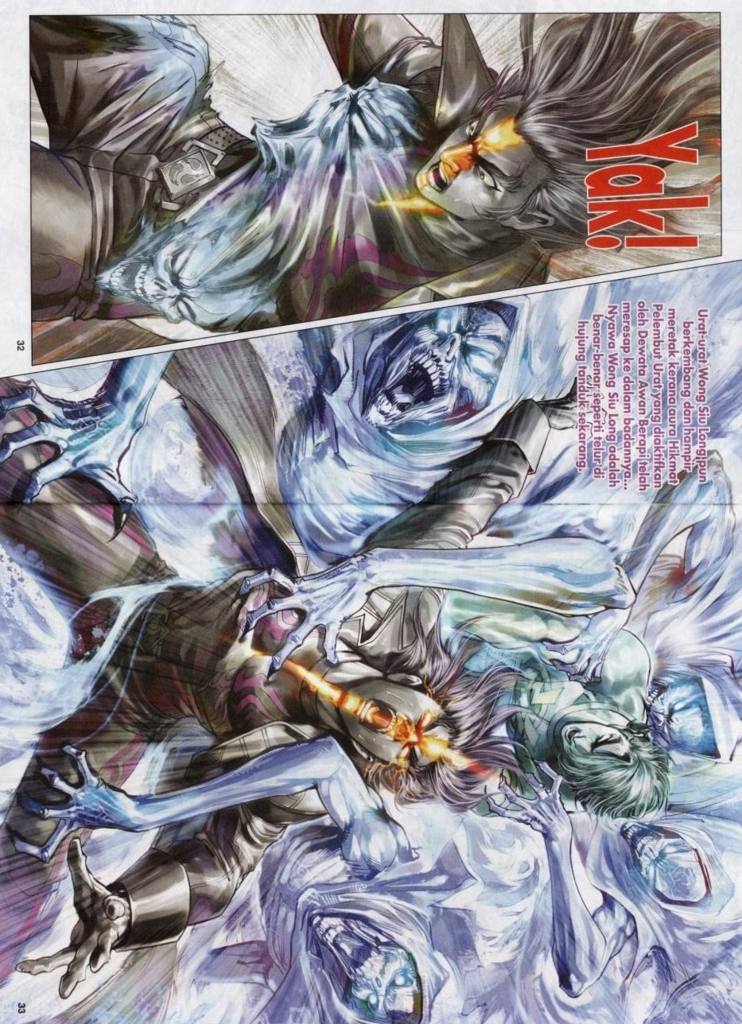 Yak!
Urat-urat Wong Siu Long pun
berkembang dan hampir
meretak kerana aura Hikmat
Pelembut Urat yang diaktifkan
oleh Dewata Awan Berapi telah
meresap ke dalam badannya...
Nyawa Wong Siu Long adalah
benar-benar seperti telur di
hujung tanduk sekarang.
32
33